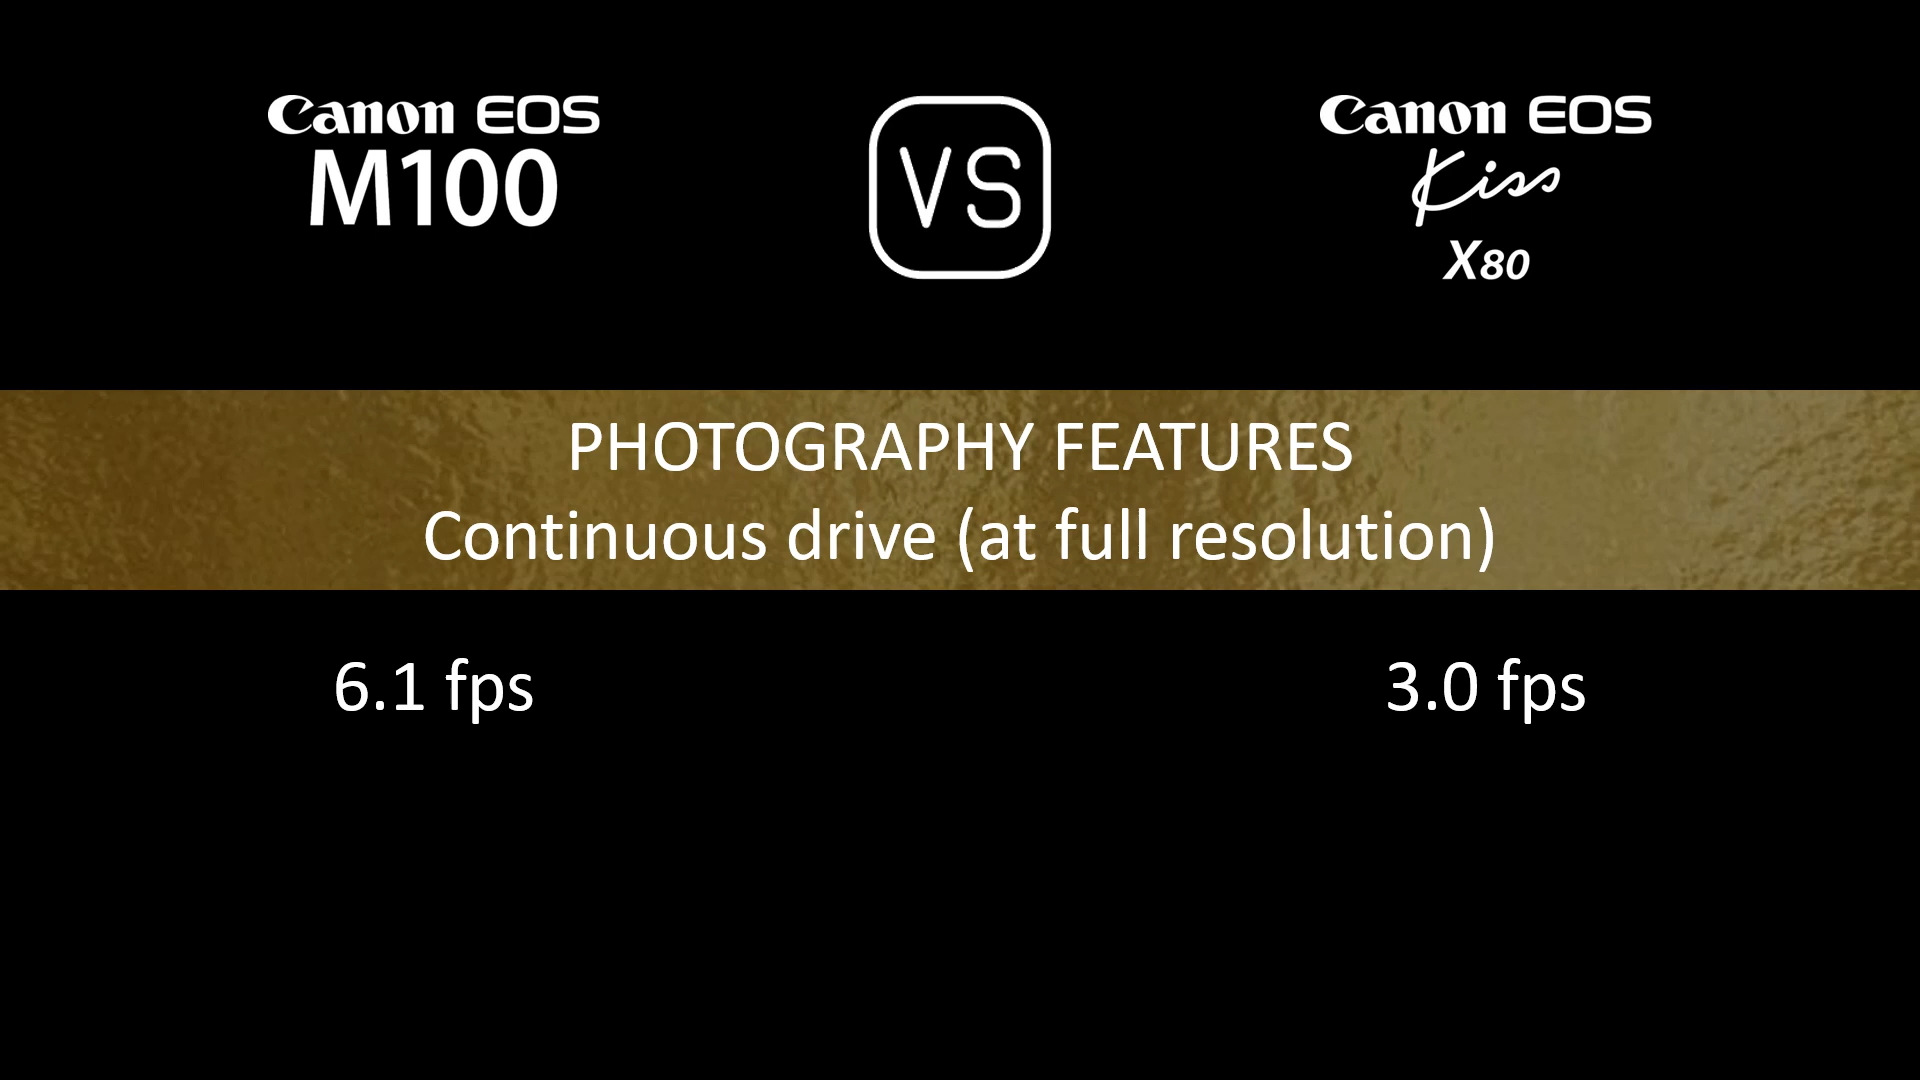 Canon EOS
M100
VS
Canon EOS
Kiss
X80
PHOTOGRAPHY FEATURES
Continuous drive (at full resolution)
6.1 fps
3.0 fps